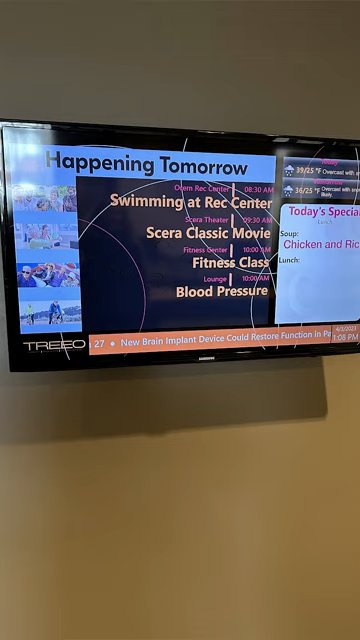 Happening Tomorrow
Orem Rec Center 08:30 AM
Swimming at Rec Center
Scera Theater 09:30 AM
Scera Classic Movie
Fitness Center 10:00 AM
Fitness Class
Lounge 10:00 AM
Blood Pressure
39/25 °F Overcast with
36/25 °F Overcast with
Today's Specia
Lunch
Soup:
Chicken and Ric
Lunch:
TREEO
27 • New Brain Implant Device Could Restore Function In Pa
4/3/2023
1:08 PM
SAMSUNG